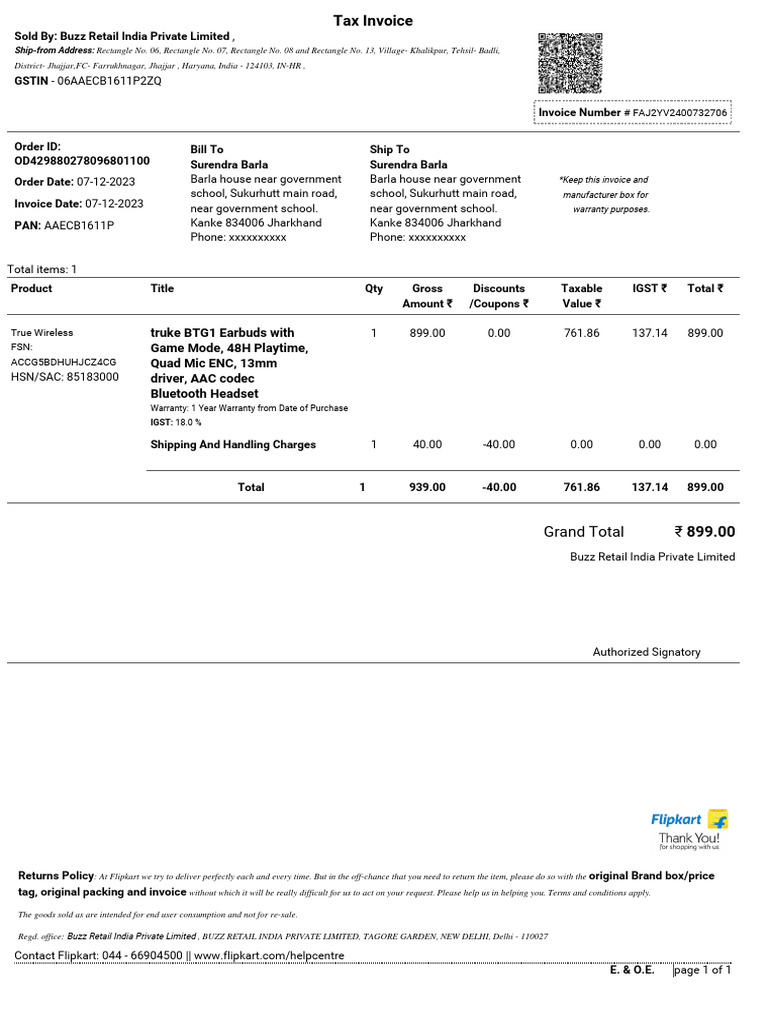 Tax Invoice
Sold By: Buzz Retail India Private Limited ,
Ship-from Address: Rectangle No. 06, Rectangle No. 07, Rectangle No. 08 and Rectangle No. 13, Village- Khalikpur, Tehsil- Badli,
District- Jhajjar,FC- Farrukhnagar, Jhajjar , Haryana, India - 124103, IN-HR ,
GSTIN - 06AAECB1611P2ZQ
Invoice Number # FAJ2YV2400732706
Order ID:
OD429880278096801100
Order Date: 07-12-2023
Invoice Date: 07-12-2023
PAN: AAECB1611P
Bill To
Surendra Barla
Barla house near government
school, Sukurhutt main road,
near government school.
Kanke 834006 Jharkhand
Phone: xxxxxxxxxx
Ship To
Surendra Barla
Barla house near government
school, Sukurhutt main road,
near government school.
Kanke 834006 Jharkhand
Phone: xxxxxxxxxx
*Keep this invoice and
manufacturer box for
warranty purposes.
Total items: 1
Product Title Qty Gross Amount ₹ Discounts /Coupons ₹ Taxable Value ₹ IGST ₹ Total ₹
True Wireless
FSN:
ACCG5BDHUHJCZ4CG
HSN/SAC: 85183000
truke BTG1 Earbuds with
Game Mode, 48H Playtime,
Quad Mic ENC, 13mm
driver, AAC codec
Bluetooth Headset
Warranty: 1 Year Warranty from Date of Purchase
IGST: 18.0 %
1 899.00 0.00 761.86 137.14 899.00
Shipping And Handling Charges 1 40.00 -40.00 0.00 0.00 0.00
Total 1 939.00 -40.00 761.86 137.14 899.00
Grand Total ₹ 899.00
Buzz Retail India Private Limited
Authorized Signatory
Flipkart
Thank You!
for shopping with us
Returns Policy: At Flipkart we try to deliver perfectly each and every time. But in the off-chance that you need to return the item, please do so with the original Brand box/price
tag, original packing and invoice without which it will be really difficult for us to act on your request. Please help us in helping you. Terms and conditions apply.
The goods sold as are intended for end user consumption and not for re-sale.
Regd. office: Buzz Retail India Private Limited , BUZZ RETAIL INDIA PRIVATE LIMITED, TAGORE GARDEN, NEW DELHI, Delhi - 110027
Contact Flipkart: 044 - 66904500 || www.flipkart.com/helpcentre
E. & O.E. page 1 of 1